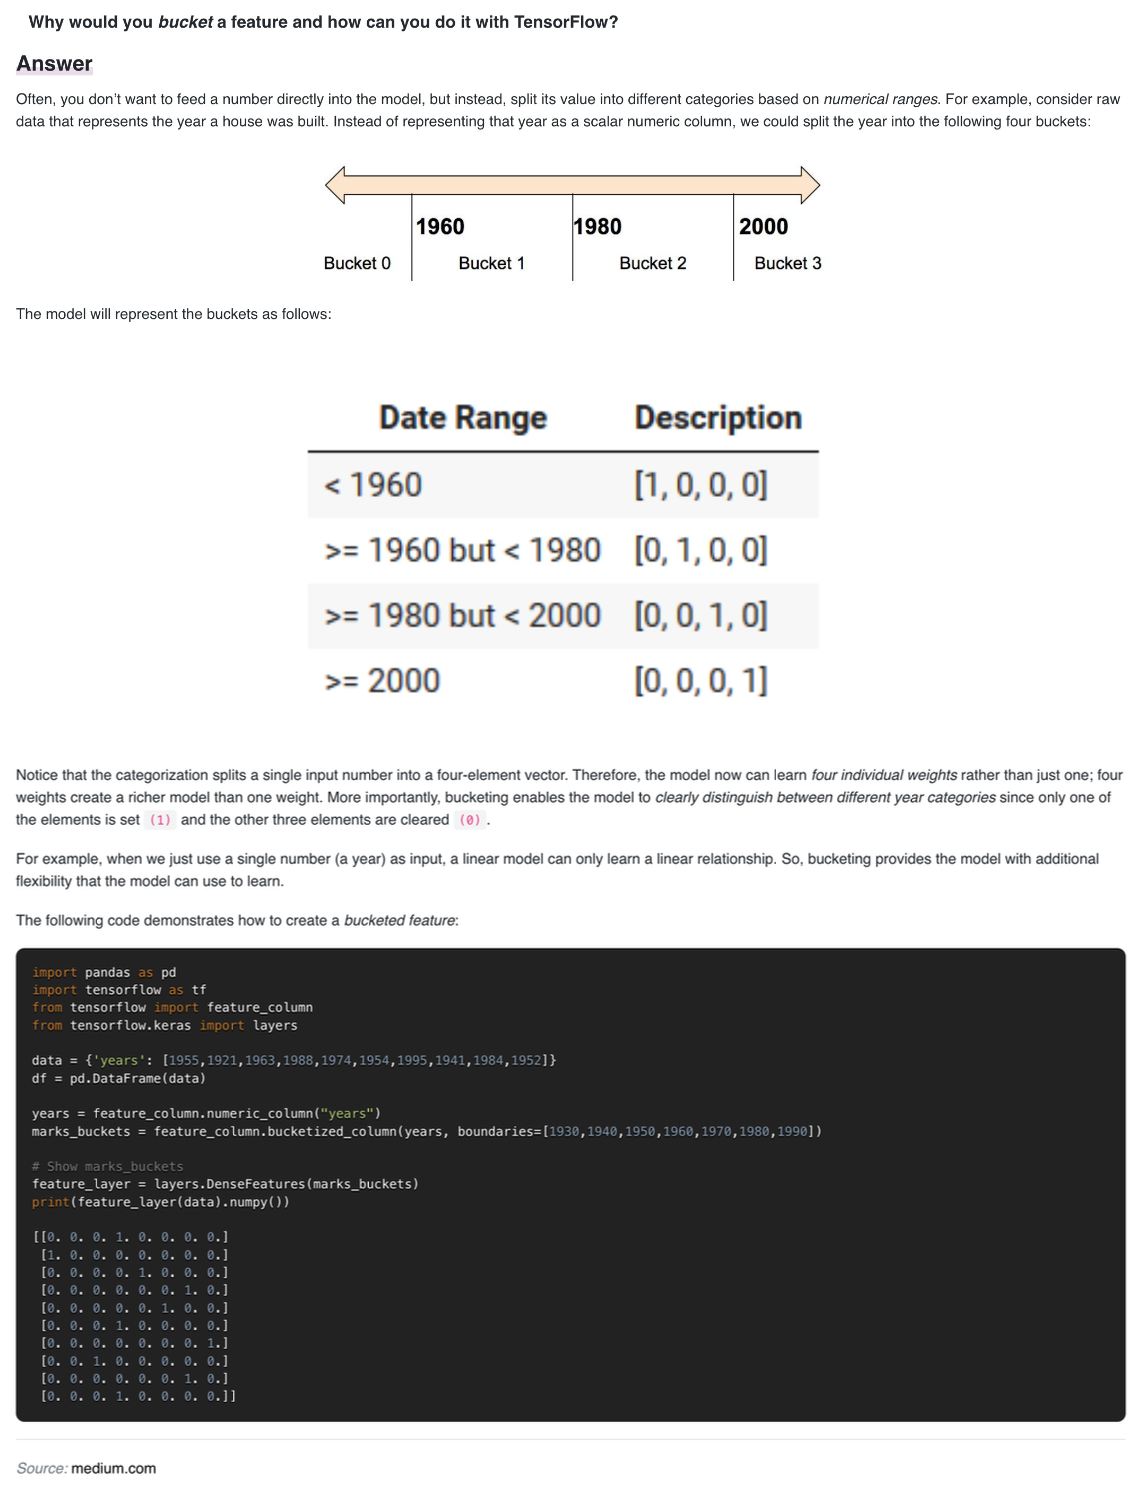 Why would you bucket a feature and how can you do it with TensorFlow?
Answer
Often, you don't want to feed a number directly into the model, but instead, split its value into different categories based on numerical ranges. For example, consider raw
data that represents the year a house was built. Instead of representing that year as a scalar numeric column, we could split the year into the following four buckets:
1960 1980 2000
Bucket 0 Bucket 1 Bucket 2 Bucket 3
The model will represent the buckets as follows:
Date Range Description
< 1960 [1, 0, 0, 0]
>= 1960 but < 1980 [0, 1, 0, 0]
>= 1980 but < 2000 [0, 0, 1, 0]
>= 2000 [0, 0, 0, 1]
Notice that the categorization splits a single input number into a four-element vector. Therefore, the model now can learn four individual weights rather than just one; four
weights create a richer model than one weight. More importantly, bucketing enables the model to clearly distinguish between different year categories since only one of
the elements is set (1) and the other three elements are cleared (0) .
For example, when we just use a single number (a year) as input, a linear model can only learn a linear relationship. So, bucketing provides the model with additional
flexibility that the model can use to learn.
The following code demonstrates how to create a bucketed feature:
import pandas as pd
import tensorflow as tf
from tensorflow import feature_column
from tensorflow.keras import layers
data = {'years': [1955,1921,1963,1988,1974,1954,1995,1941,1984,1952]}
df = pd.DataFrame(data)
years = feature_column.numeric_column("years")
marks_buckets = feature_column.bucketized_column(years, boundaries=[1930,1940,1950,1960,1970,1980,1990])
# Show marks_buckets
feature_layer = layers.DenseFeatures(marks_buckets)
print(feature_layer(data).numpy())
[[0. 0. 0. 1. 0. 0. 0. 0.]
[1. 0. 0. 0. 0. 0. 0. 0.]
[0. 0. 0. 0. 1. 0. 0. 0.]
[0. 0. 0. 0. 0. 0. 1. 0.]
[0. 0. 0. 0. 0. 1. 0. 0.]
[0. 0. 0. 1. 0. 0. 0. 0.]
[0. 0. 0. 0. 0. 0. 0. 1.]
[0. 0. 1. 0. 0. 0. 0. 0.]
[0. 0. 0. 0. 0. 0. 1. 0.]
[0. 0. 0. 1. 0. 0. 0. 0.]]
Source: medium.com